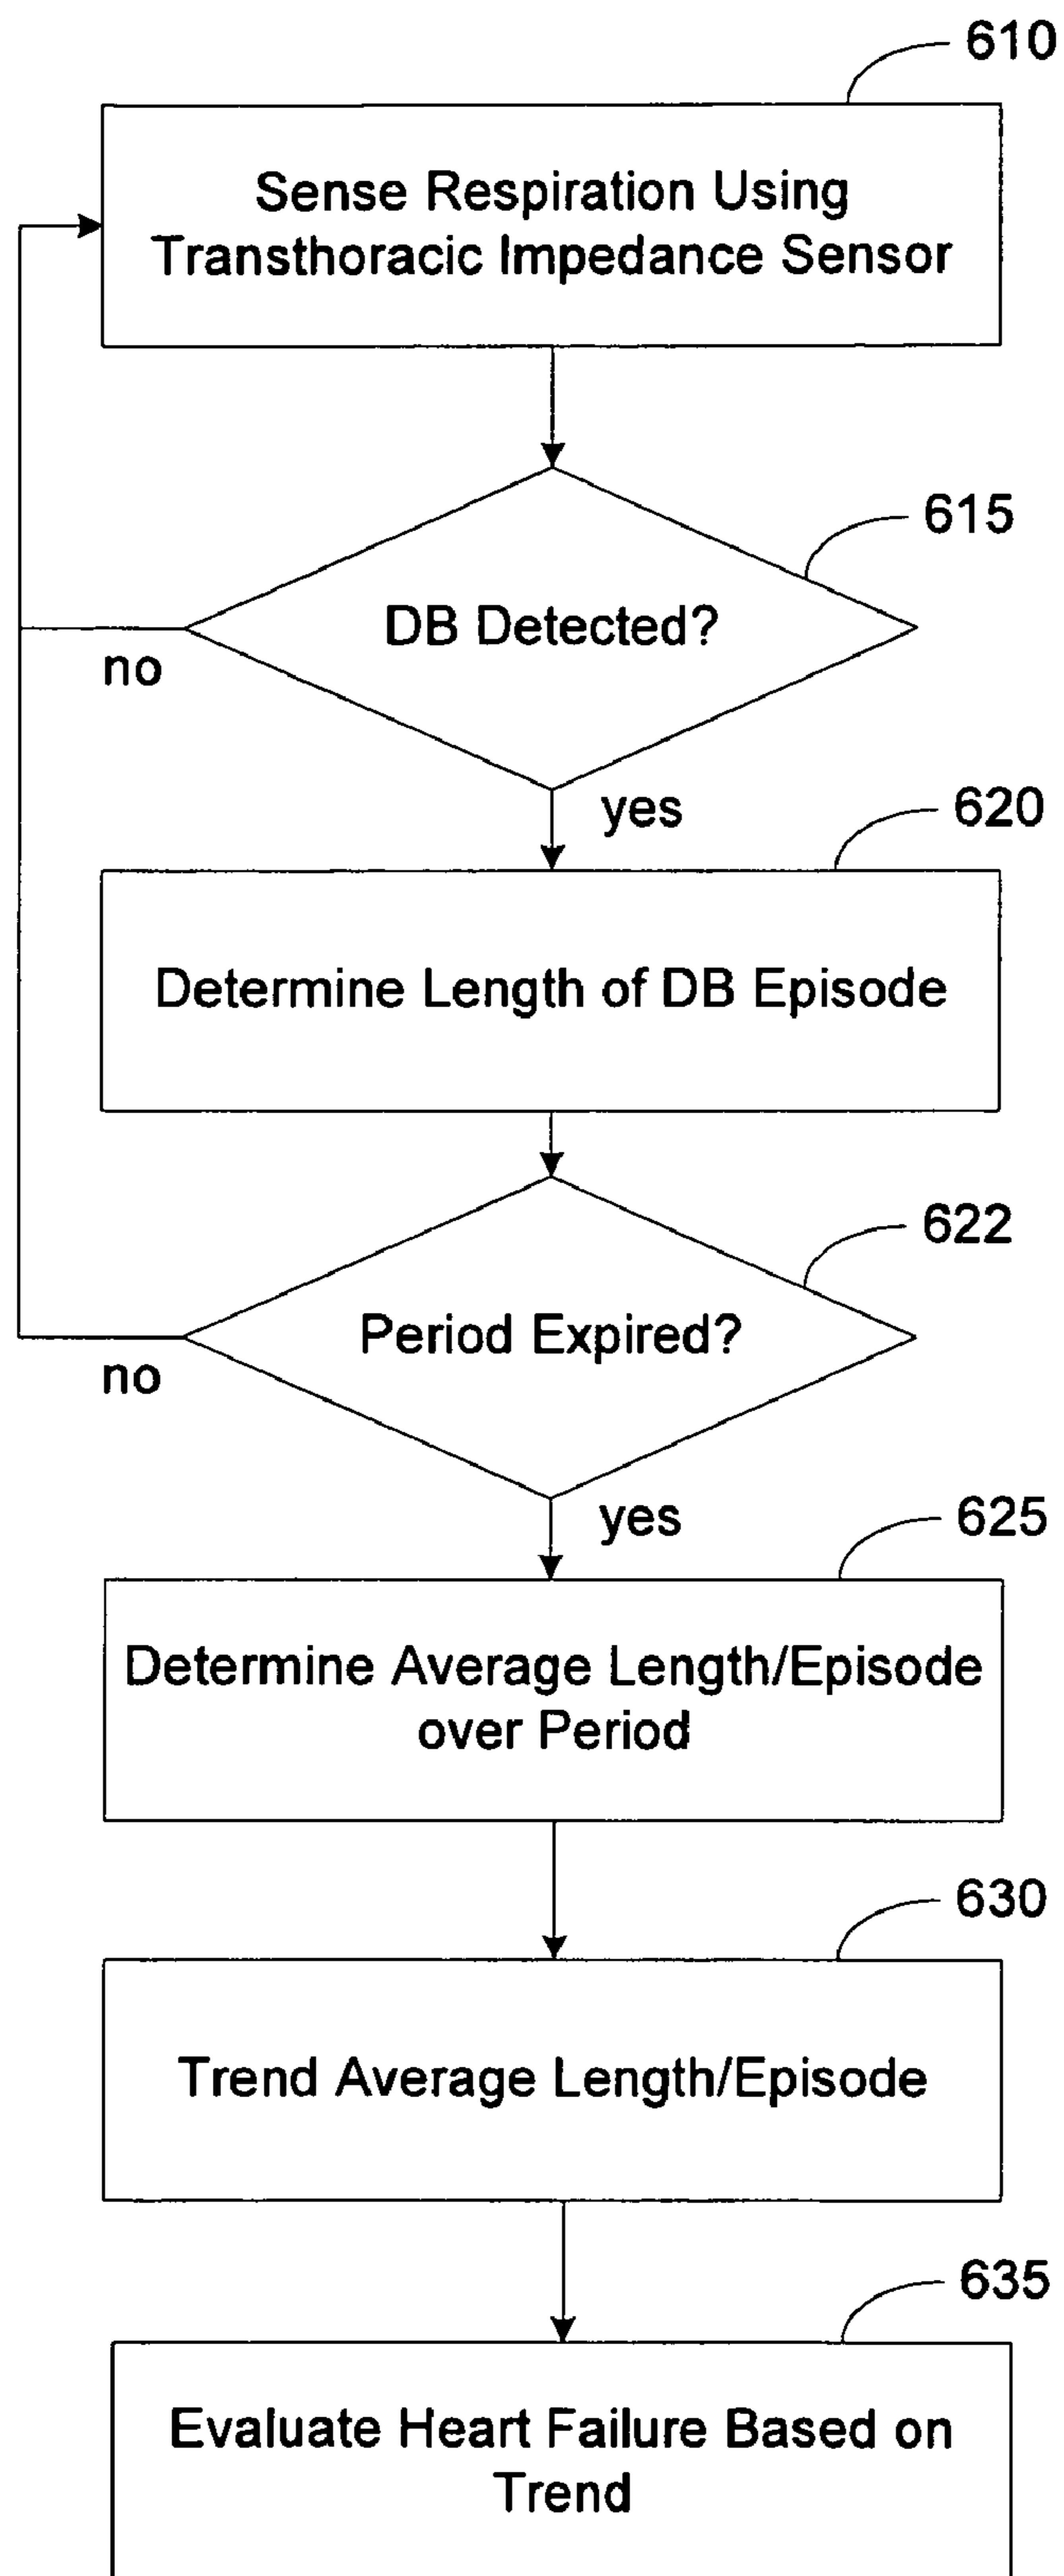 610
Sense Respiration Using
Transthoracic Impedance Sensor
615
DB Detected?
no
yes
620
Determine Length of DB Episode
622
Period Expired?
no
yes
625
Determine Average Length/Episode
over Period
630
Trend Average Length/Episode
635
Evaluate Heart Failure Based on
Trend